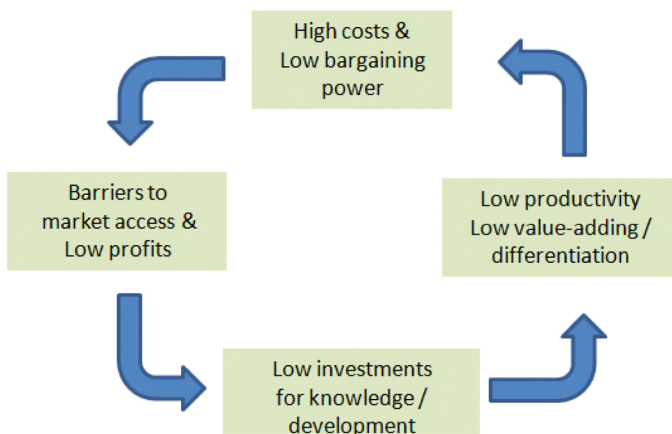 High costs &
Low bargaining
power
Barriers to
market access &
Low profits
Low productivity
Low value-adding /
differentiation
Low investments
for knowledge /
development